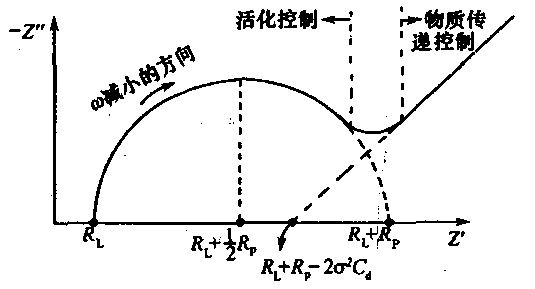 活化控制
物质传
递控制
-Z″
ω减小的方向
R_L
R_L+½R_p
R_L+R_p
Z′
R_L+R_p-2σ²C_d